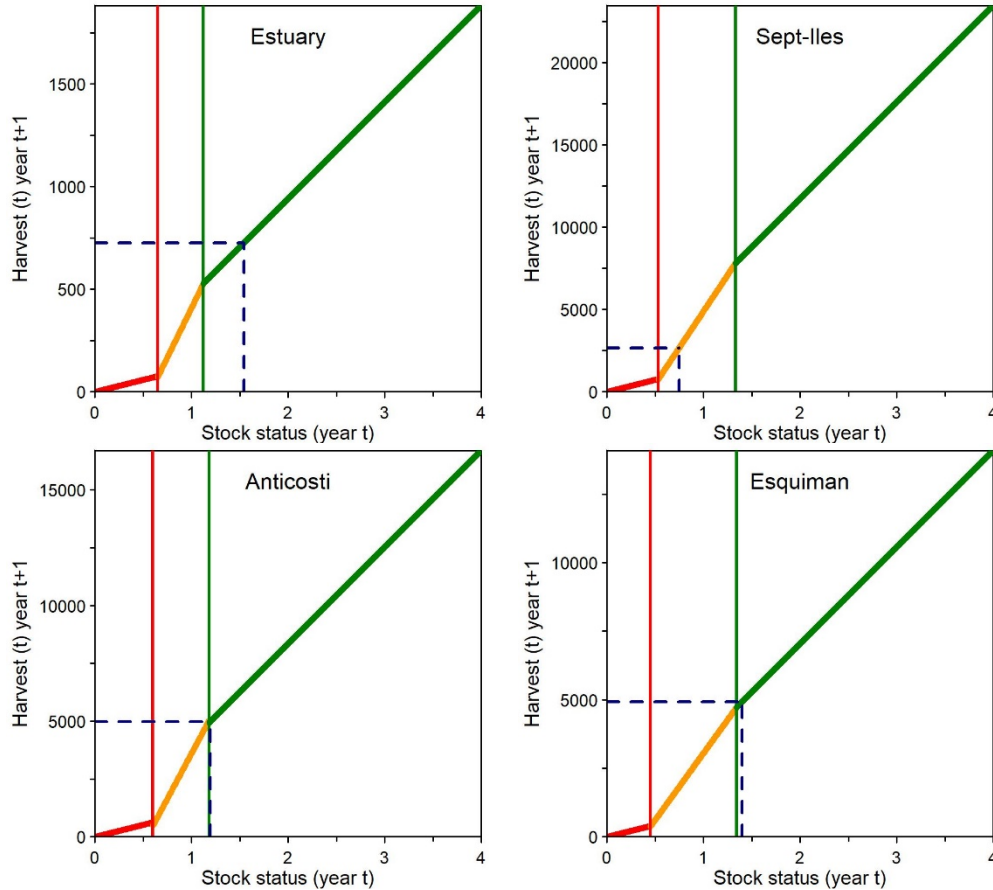 Estuary
Harvest (t) year t+1
1500
1000
500
0
0 1 2 3 4
Stock status (year t)
Sept-Iles
Harvest (t) year t+1
20000
15000
10000
5000
0
0 1 2 3 4
Stock status (year t)
Anticosti
Harvest (t) year t+1
15000
10000
5000
0
0 1 2 3 4
Stock status (year t)
Esquiman
Harvest (t) year t+1
10000
5000
0
0 1 2 3 4
Stock status (year t)